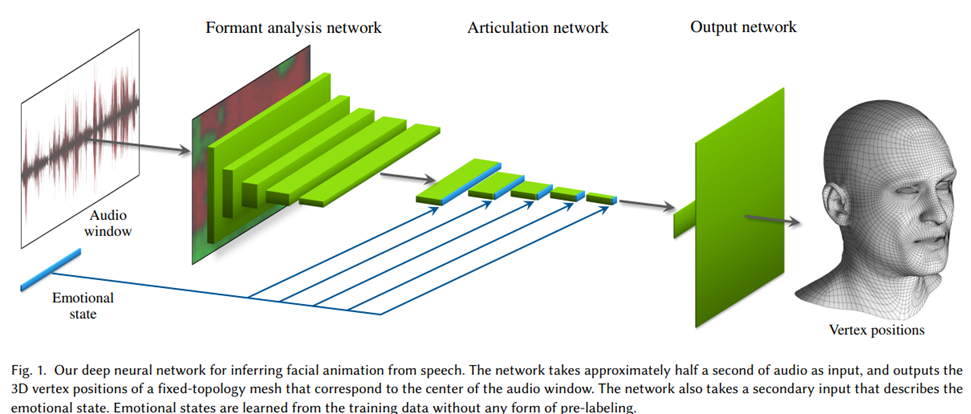 Formant analysis network
Articulation network
Output network
Audio
window
Emotional
state
Vertex positions
Fig. 1. Our deep neural network for inferring facial animation from speech. The network takes approximately half a second of audio as input, and outputs the
3D vertex positions of a fixed-topology mesh that correspond to the center of the audio window. The network also takes a secondary input that describes the
emotional state. Emotional states are learned from the training data without any form of pre-labeling.